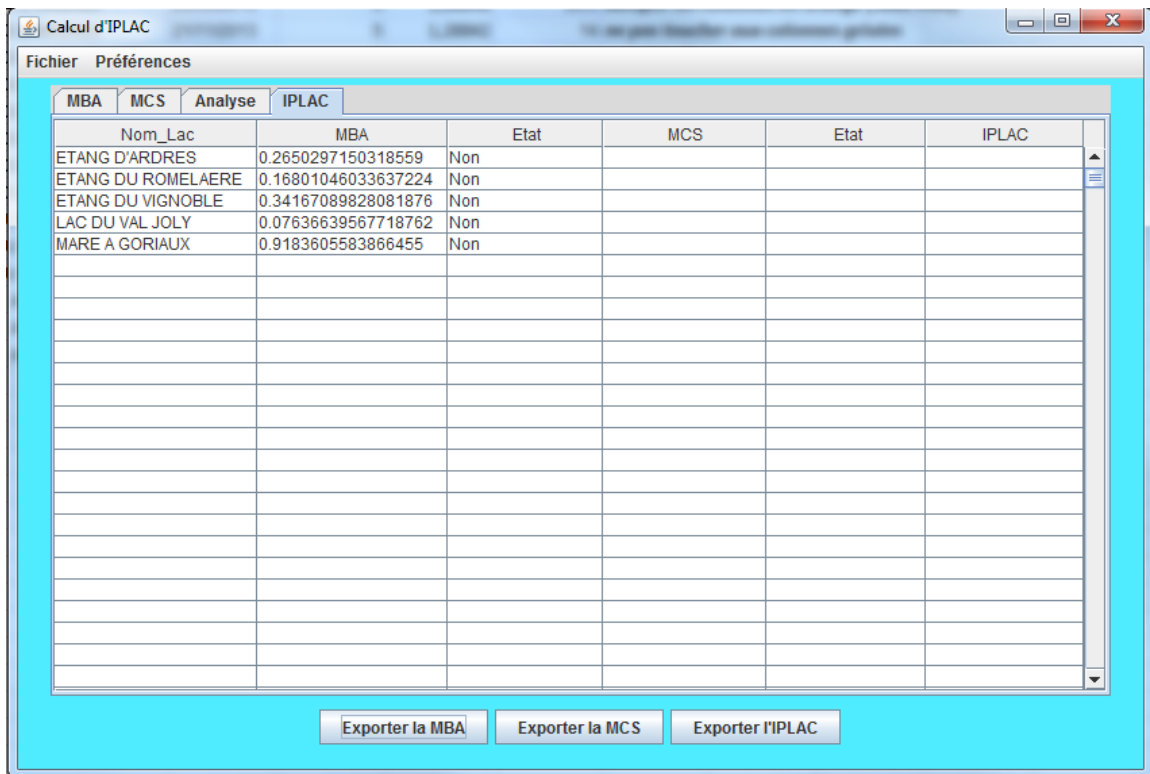 Calcul d'IPLAC
Fichier Préférences
MBA MCS Analyse IPLAC
Nom_Lac MBA Etat MCS Etat IPLAC
ETANG D'ARDRES 0.2650297150318559 Non
ETANG DU ROMELAERE 0.16801046033637224 Non
ETANG DU VIGNOBLE 0.34167089828081876 Non
LAC DU VAL JOLY 0.07636639567718762 Non
MARE A GORIAUX 0.9183605583866455 Non
Exporter la MBA Exporter la MCS Exporter l'IPLAC